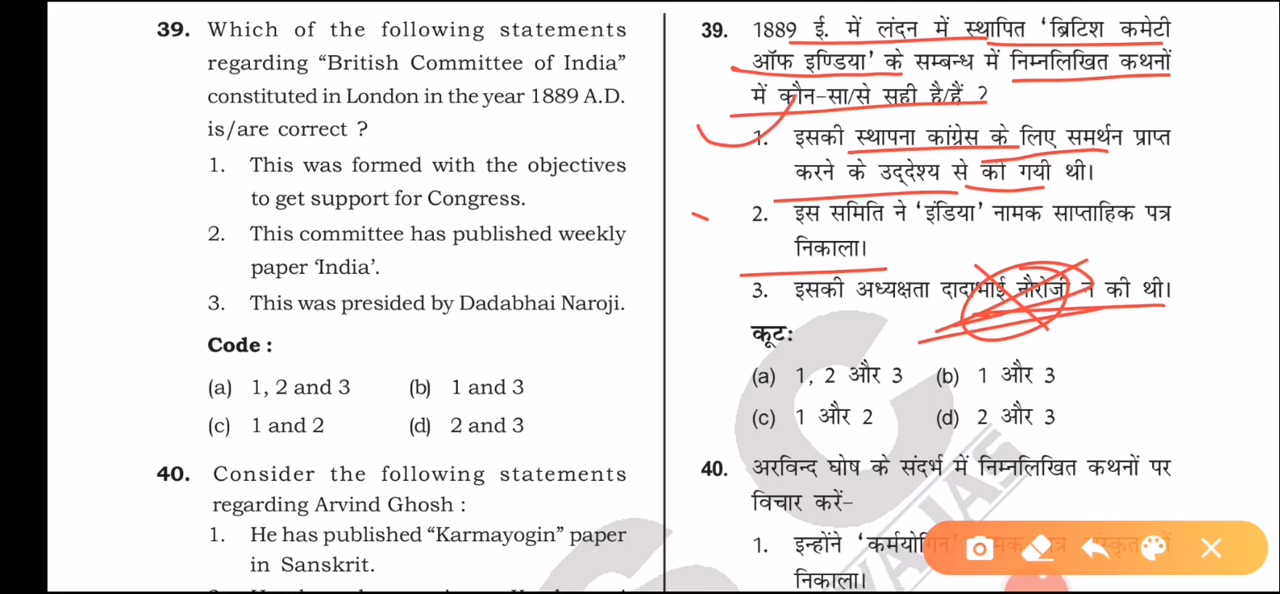 39. Which of the following statements
regarding "British Committee of India"
constituted in London in the year 1889 A.D.
is/are correct ?
1. This was formed with the objectives
to get support for Congress.
2. This committee has published weekly
paper 'India'.
3. This was presided by Dadabhai Naroji.
Code :
(a) 1, 2 and 3 (b) 1 and 3
(c) 1 and 2 (d) 2 and 3
40. Consider the following statements
regarding Arvind Ghosh :
1. He has published "Karmayogin" paper
in Sanskrit.
39. 1889 ई. में लंदन में स्थापित 'ब्रिटिश कमेटी
ऑफ इण्डिया' के सम्बन्ध में निम्नलिखित कथनों
में कौन-सा/से सही है/हैं ?
1. इसकी स्थापना कांग्रेस के लिए समर्थन प्राप्त
करने के उद्देश्य से की गयी थी।
2. इस समिति ने 'इंडिया' नामक साप्ताहिक पत्र
निकाला।
3. इसकी अध्यक्षता दादाभाई नौरोजी ने की थी।
कूटः
(a) 1, 2 और 3 (b) 1 और 3
(c) 1 और 2 (d) 2 और 3
40. अरविन्द घोष के संदर्भ में निम्नलिखित कथनों पर
विचार करें-
1. इन्होंने 'कर्मयोगिन'
निकाला।